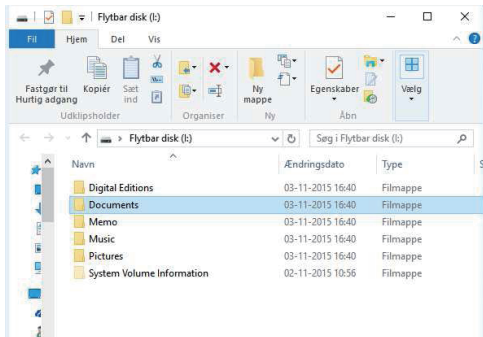 Flytbar disk (I:)
Fil Hjem Del Vis
Fastgør til Hurtig adgang
Kopiér
Sæt ind
Ny mappe
Egenskaber
Vælg
Udklipsholder Organiser Ny Åbn
Flytbar disk (I:) Søg i Flytbar disk (I:)
Navn Ændringsdato Type S
Digital Editions 03-11-2015 16:40 Filmappe
Documents 03-11-2015 16:40 Filmappe
Memo 03-11-2015 16:40 Filmappe
Music 03-11-2015 16:40 Filmappe
Pictures 03-11-2015 16:40 Filmappe
System Volume Information 02-11-2015 10:56 Filmappe